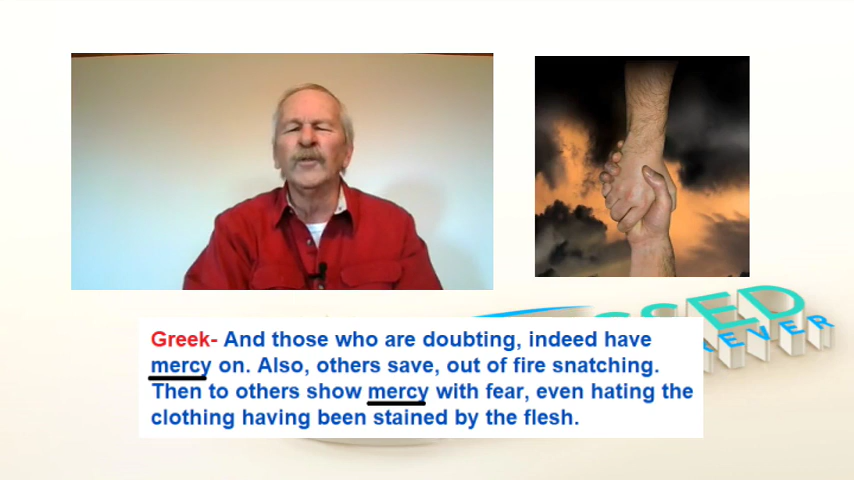 Greek- And those who are doubting, indeed have
mercy on. Also, others save, out of fire snatching.
Then to others show mercy with fear, even hating the
clothing having been stained by the flesh.